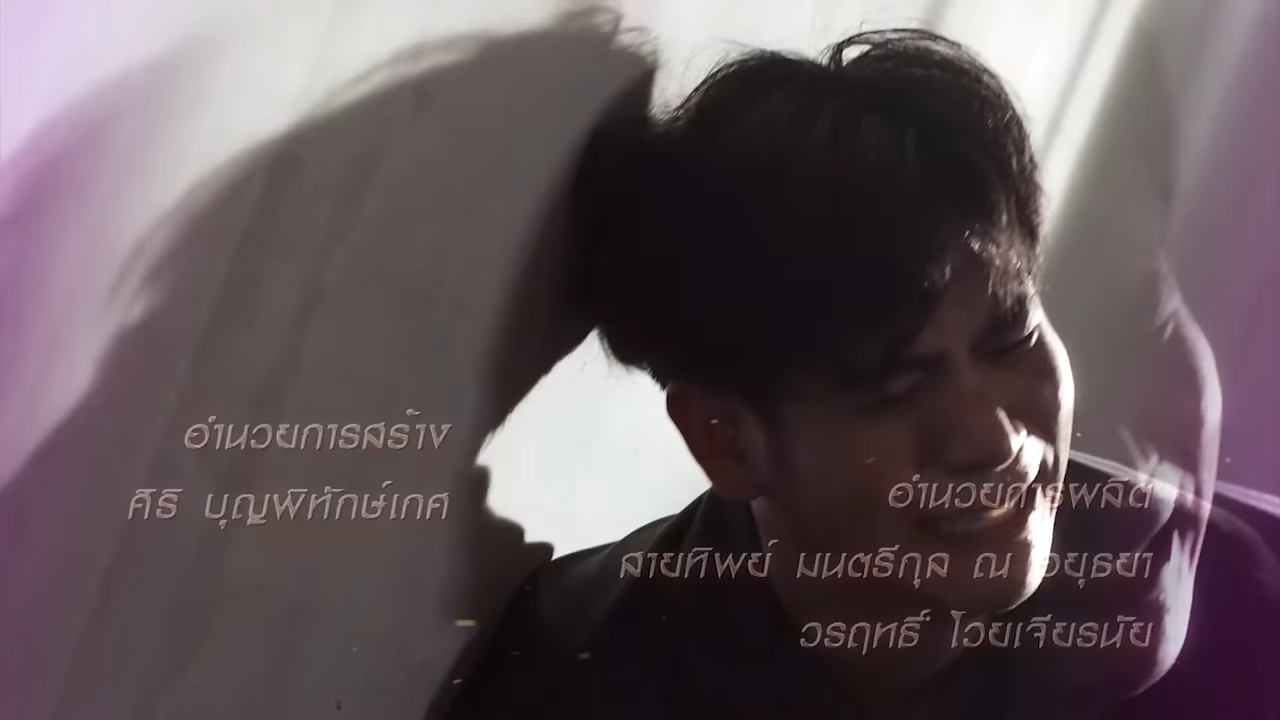 อำนวยการสร้าง
ศิริ บุญพิทักษ์เกศ
อำนวยการผลิต
สายทิพย์ มนตรีกุล ณ อยุธยา
วรฤทธิ์ ไวยเจียรนัย